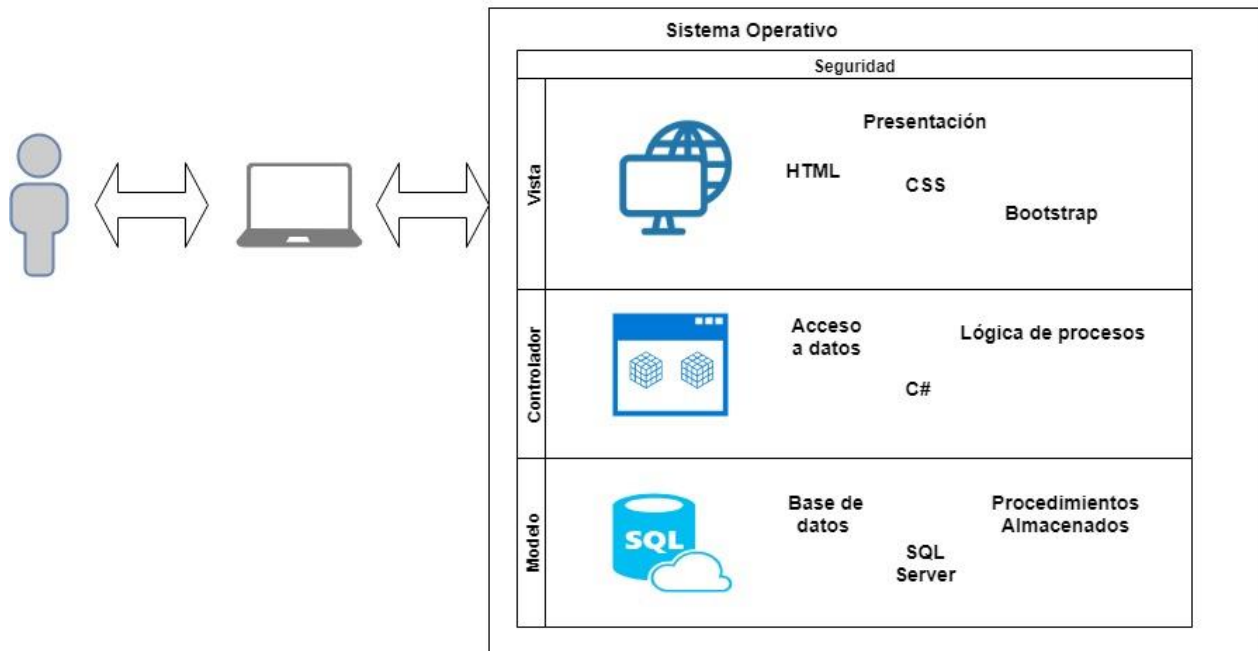 Sistema Operativo
Seguridad
Vista
Presentación
HTML
CSS
Bootstrap
Controlador
Acceso
a datos
Lógica de procesos
C#
Modelo
SQL
Base de
datos
Procedimientos
Almacenados
SQL
Server